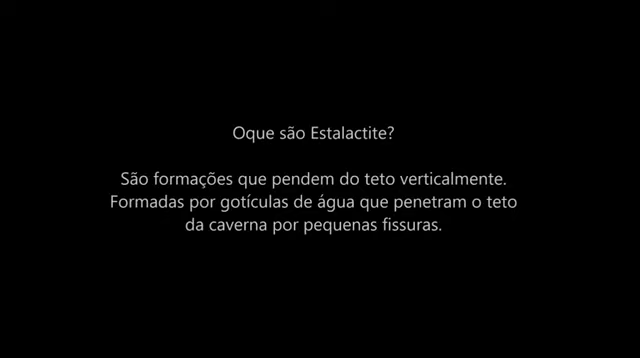 Oque são Estalactite?
São formações que pendem do teto verticalmente.
Formadas por gotículas de água que penetram o teto
da caverna por pequenas fissuras.